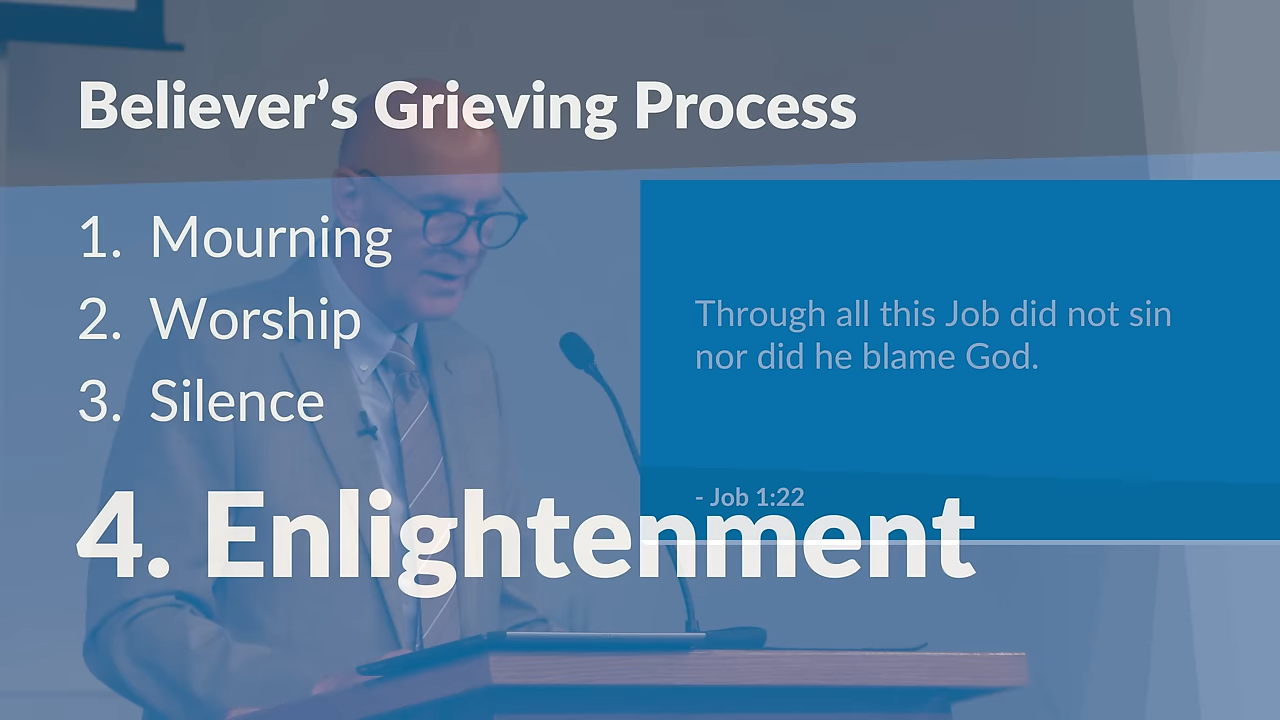 Believer’s Grieving Process
1. Mourning
2. Worship
3. Silence
4. Enlightenment
Through all this Job did not sin
nor did he blame God.
- Job 1:22